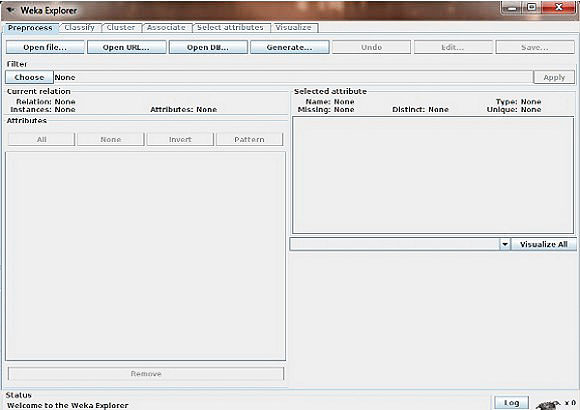 Weka Explorer
Preprocess Classify Cluster Associate Select attributes Visualize
Open file... Open URL... Open DB... Generate... Undo Edit... Save...
Filter
Choose None Apply
Current relation
Relation: None
Instances: None Attributes: None
Selected attribute
Name: None Type: None
Missing: None Distinct: None Unique: None
Attributes
All None Invert Pattern
Visualize All
Remove
Status
Welcome to the Weka Explorer
Log x 0